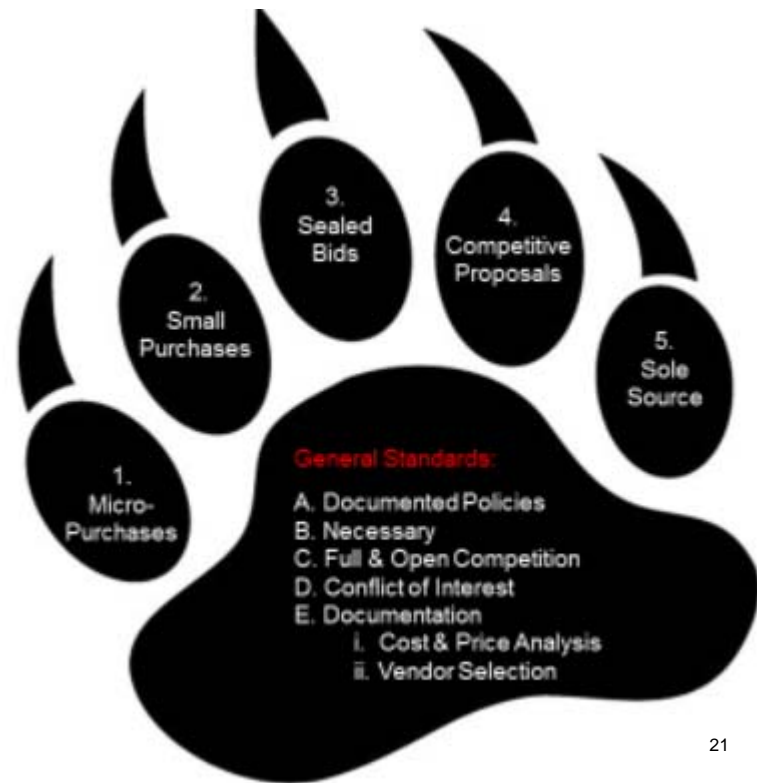 1.
Micro-
Purchases
2.
Small
Purchases
3.
Sealed
Bids
4.
Competitive
Proposals
5.
Sole
Source
General Standards:
A. Documented Policies
B. Necessary
C. Full & Open Competition
D. Conflict of Interest
E. Documentation
i. Cost & Price Analysis
ii. Vendor Selection
21